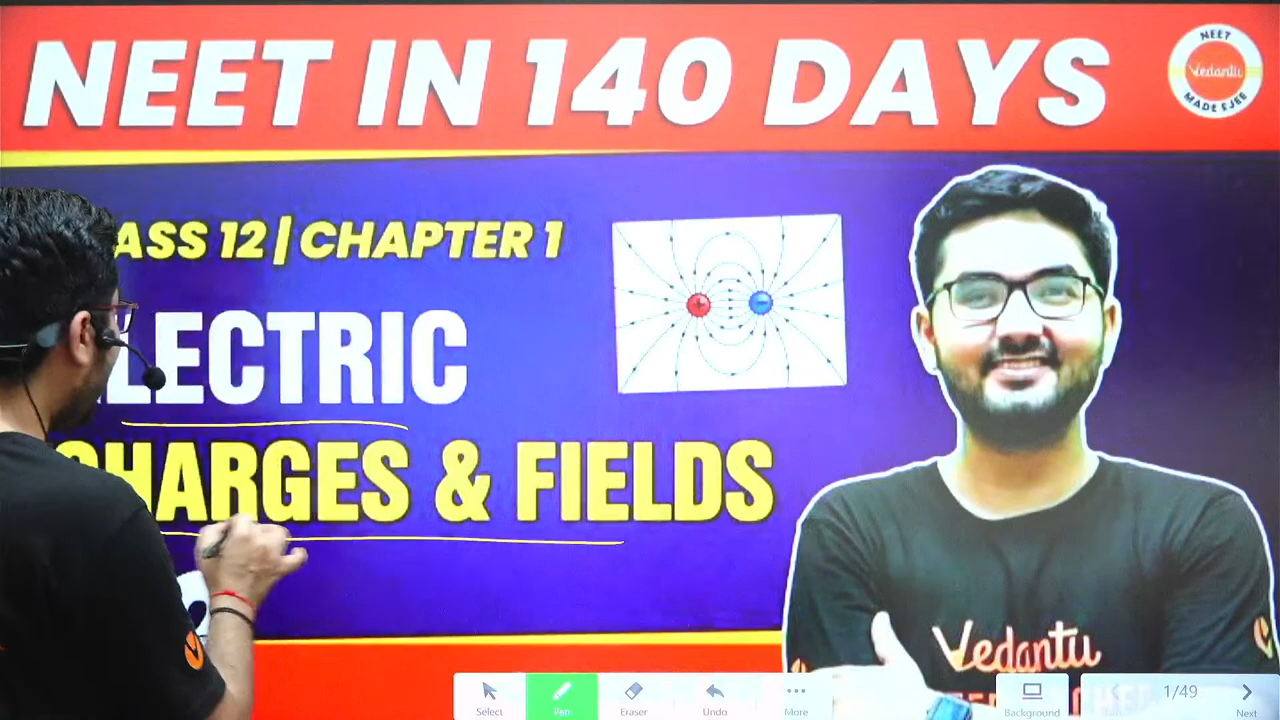 NEET IN 140 DAYS
NEET
Vedantu
MADE EJEE
ASS 12 | CHAPTER 1
LECTRIC
CHARGES & FIELDS
Vedantu
Select
Pen
Eraser
Undo
More
Background
1/49
Next